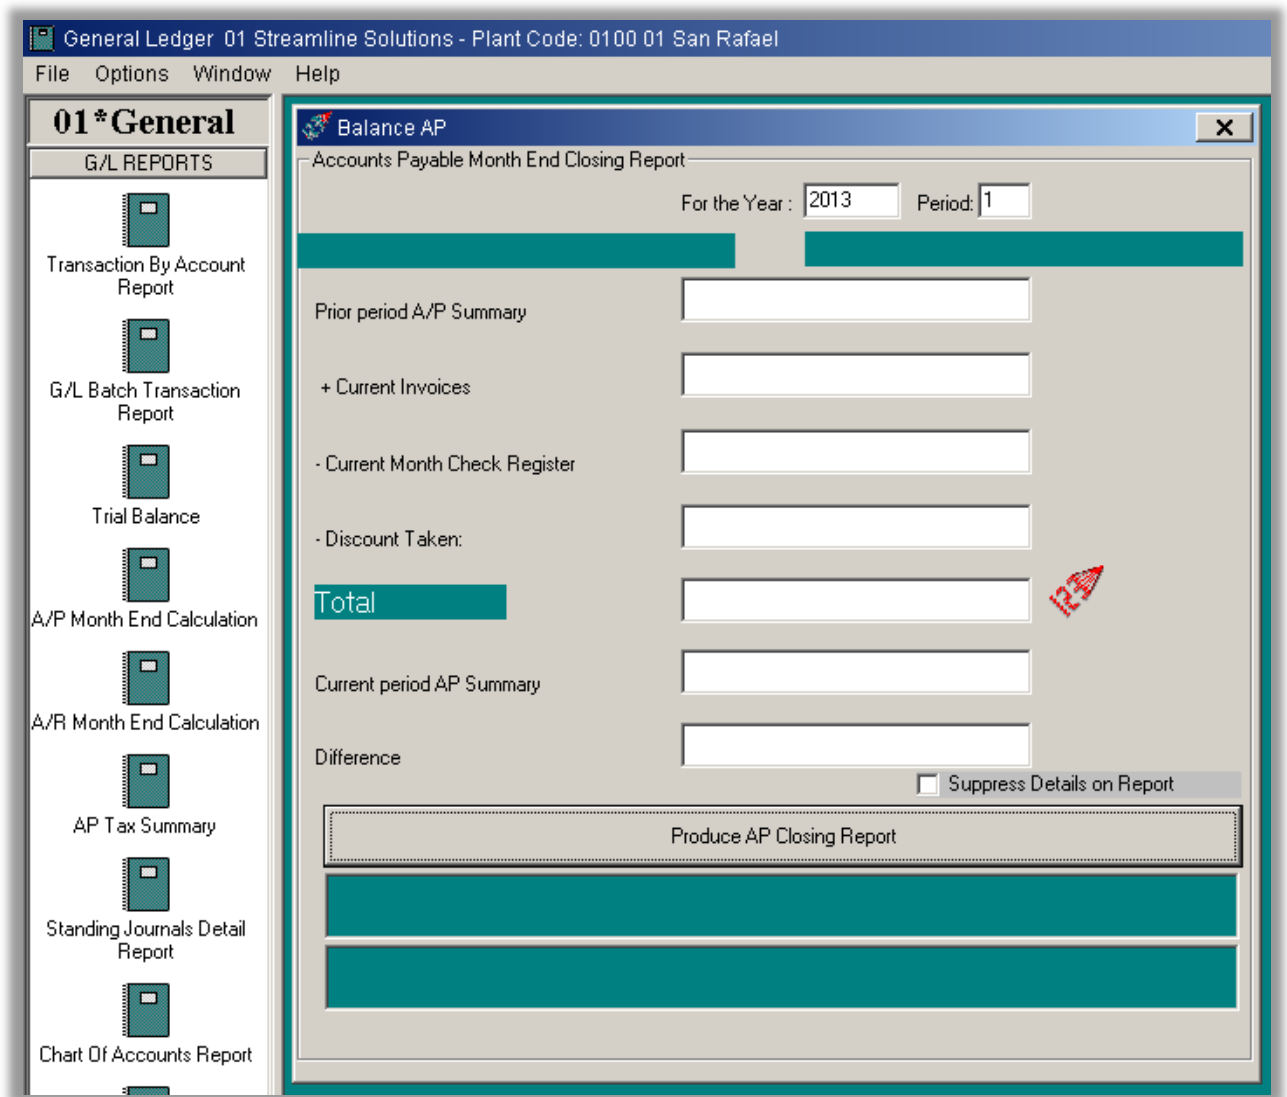 General Ledger 01 Streamline Solutions - Plant Code: 0100 01 San Rafael
File Options Window Help
01*General
G/L REPORTS
Transaction By Account
Report
G/L Batch Transaction
Report
Trial Balance
A/P Month End Calculation
A/R Month End Calculation
AP Tax Summary
Standing Journals Detail
Report
Chart Of Accounts Report
Balance AP
Accounts Payable Month End Closing Report
For the Year : 2013 Period: 1
Prior period A/P Summary
+ Current Invoices
- Current Month Check Register
- Discount Taken:
Total
123
Current period AP Summary
Difference
Suppress Details on Report
Produce AP Closing Report